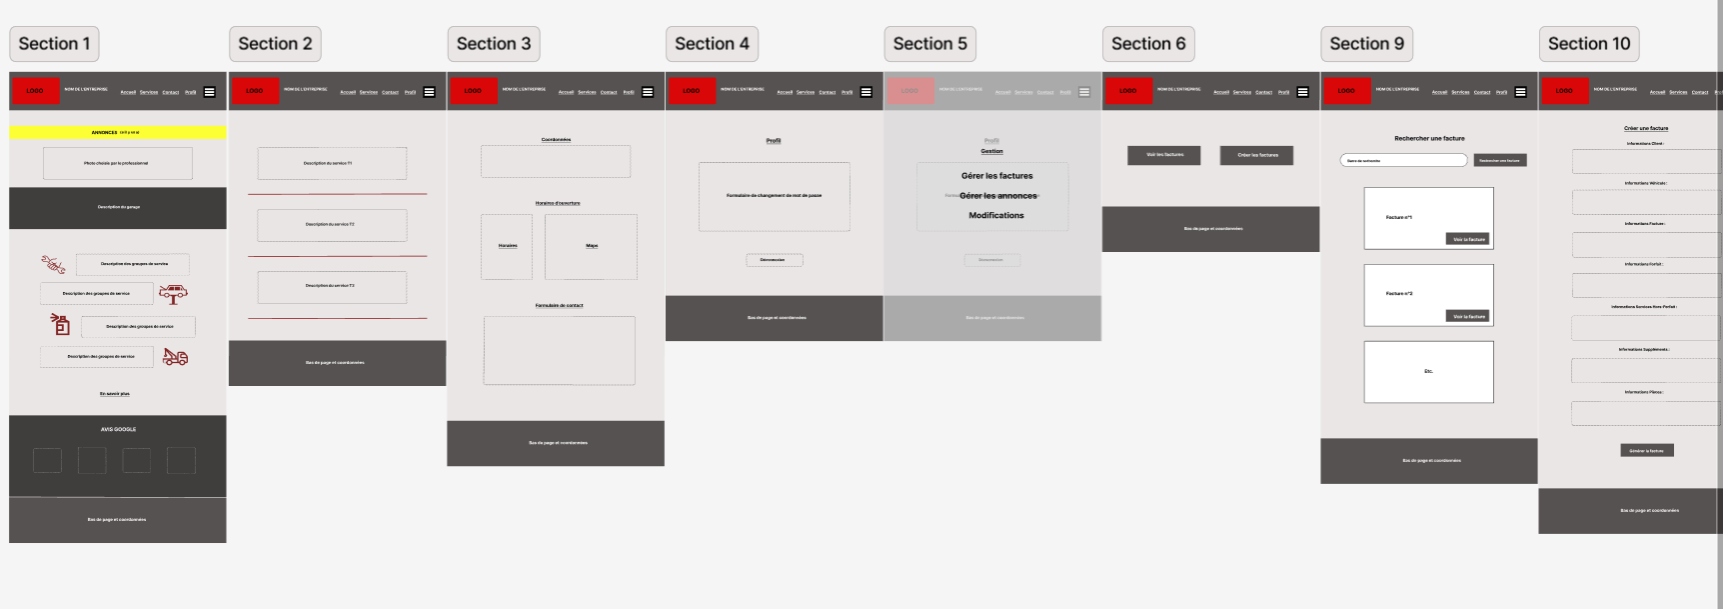 Section 1
LOGO
NOM DE L'ENTREPRISE
Accueil Services Contact Profil
ANNONCES (s'il y en a)
Photo choisie par le professionnel
Description du garage
Description des groupes de service
Description des groupes de service
Description des groupes de service
Description des groupes de service
En savoir plus
AVIS GOOGLE
Bas de page et coordonnées
Section 2
LOGO
NOM DE L'ENTREPRISE
Accueil Services Contact Profil
Description du service n°1
Description du service n°2
Description du service n°3
Bas de page et coordonnées
Section 3
LOGO
NOM DE L'ENTREPRISE
Accueil Services Contact Profil
Coordonnées
Horaires d'ouverture
Horaires
Maps
Formulaire de contact
Bas de page et coordonnées
Section 4
LOGO
NOM DE L'ENTREPRISE
Accueil Services Contact Profil
Profil
Formulaire de changement de mot de passe
Déconnexion
Bas de page et coordonnées
Section 5
LOGO
NOM DE L'ENTREPRISE
Accueil Services Contact Profil
Profil
Gestion
Gérer les factures
Gérer les annonces
Modifications
Déconnexion
Bas de page et coordonnées
Section 6
LOGO
NOM DE L'ENTREPRISE
Accueil Services Contact Profil
Voir les factures
Créer les factures
Bas de page et coordonnées
Section 9
LOGO
NOM DE L'ENTREPRISE
Accueil Services Contact Profil
Rechercher une facture
Barre de recherche
Rechercher une facture
Facture n°1
Voir la facture
Facture n°2
Voir la facture
Etc.
Bas de page et coordonnées
Section 10
LOGO
NOM DE L'ENTREPRISE
Accueil Services Contact
Créer une facture
Informations Client :
Informations Véhicule :
Informations Facture :
Informations Forfait :
Informations Services Hors-Forfait :
Informations Suppléments :
Informations Pièces :
Générer la facture
Bas de page et coordonnées